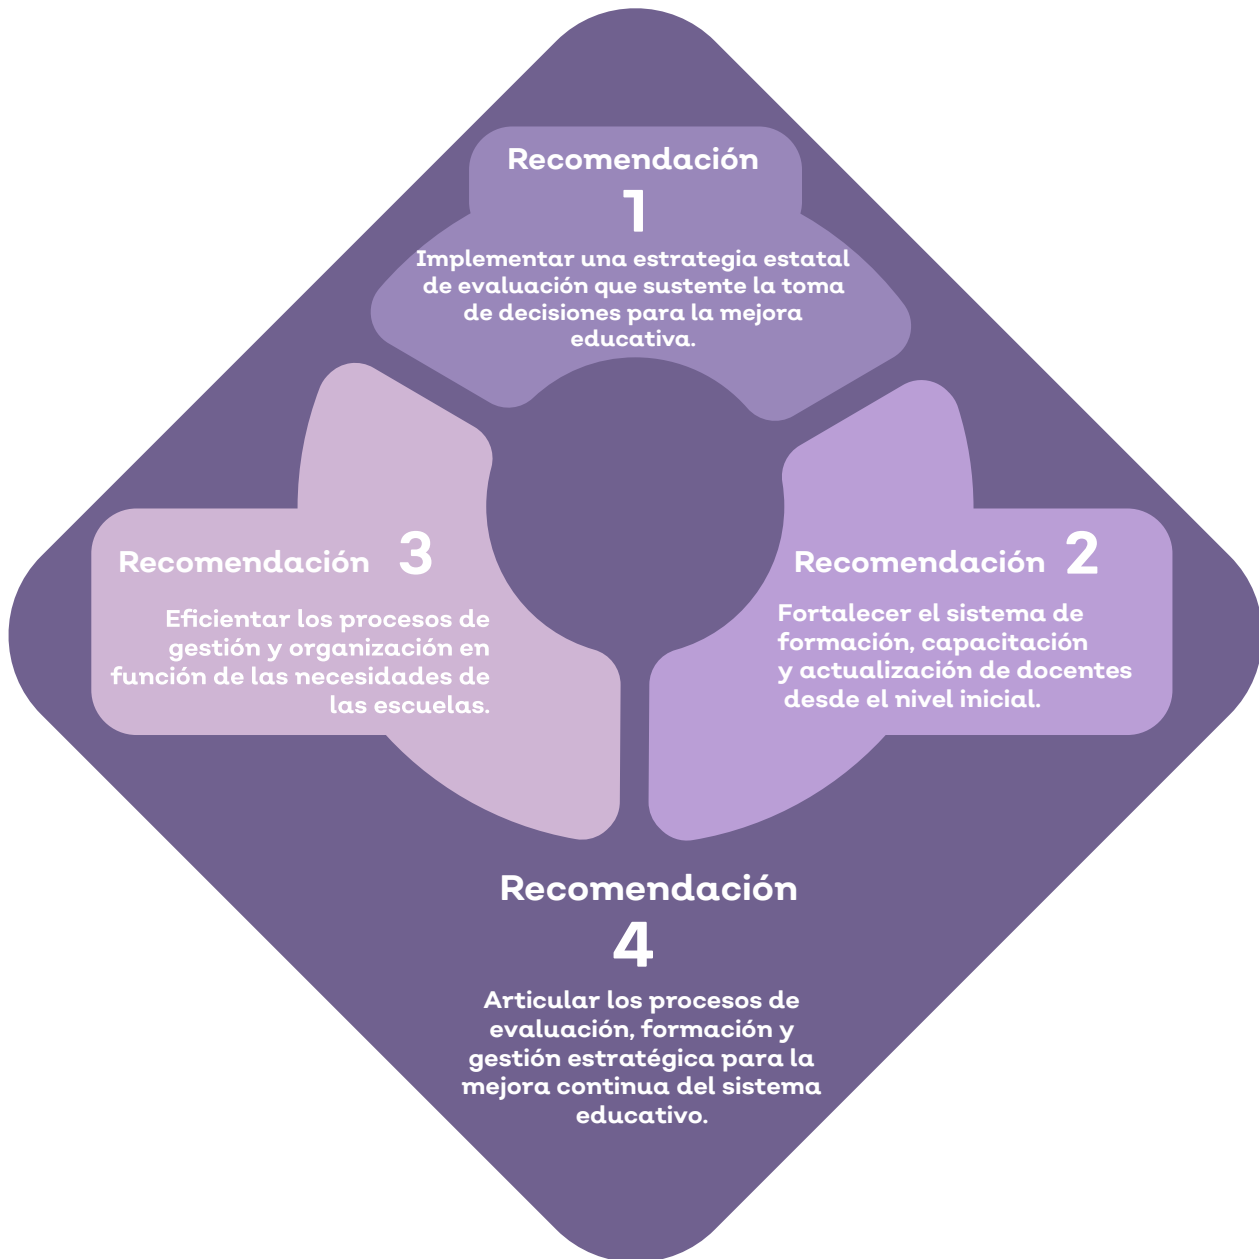 Recomendación
1
Implementar una estrategia estatal
de evaluación que sustente la toma
de decisiones para la mejora
educativa.
Recomendación 2
Fortalecer el sistema de
formación, capacitación
y actualización de docentes
desde el nivel inicial.
Recomendación 3
Eficientar los procesos de
gestión y organización en
función de las necesidades de
las escuelas.
Recomendación
4
Articular los procesos de
evaluación, formación y
gestión estratégica para la
mejora continua del sistema
educativo.